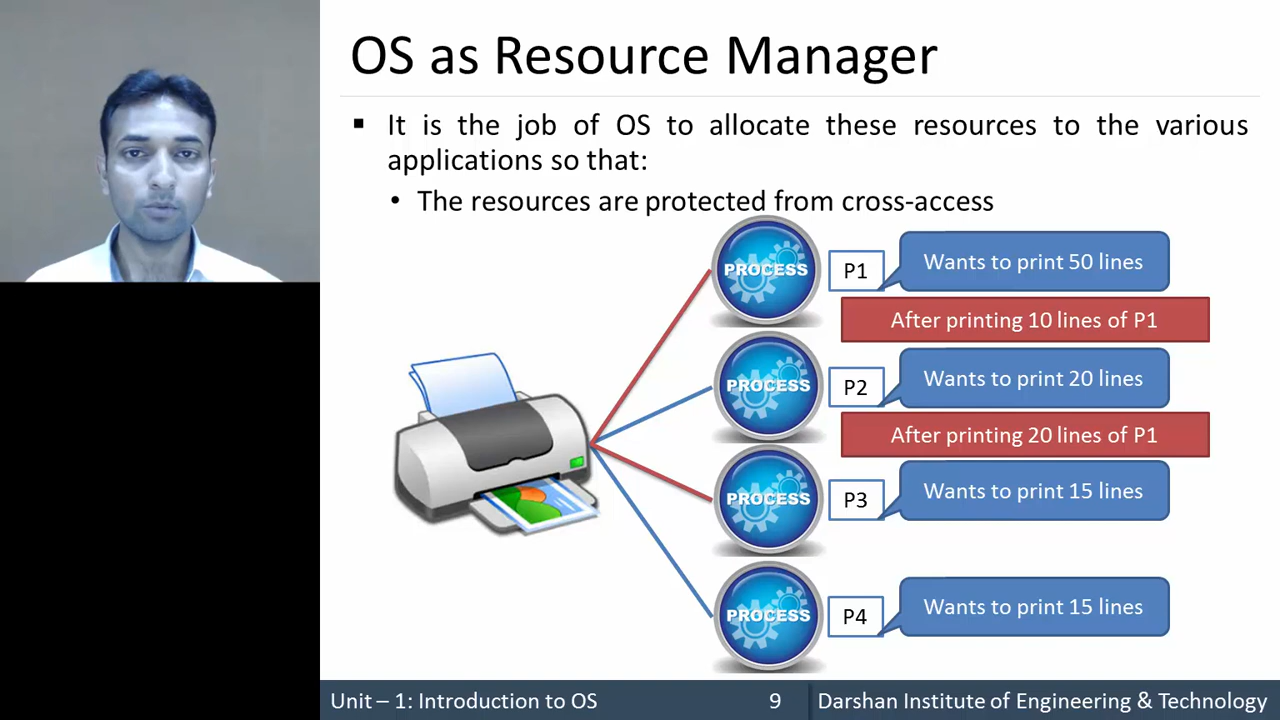 OS as Resource Manager
It is the job of OS to allocate these resources to the various
applications so that:
The resources are protected from cross-access
PROCESS
P1
Wants to print 50 lines
After printing 10 lines of P1
PROCESS
P2
Wants to print 20 lines
After printing 20 lines of P1
PROCESS
P3
Wants to print 15 lines
PROCESS
P4
Wants to print 15 lines
Unit – 1: Introduction to OS
9
Darshan Institute of Engineering & Technology